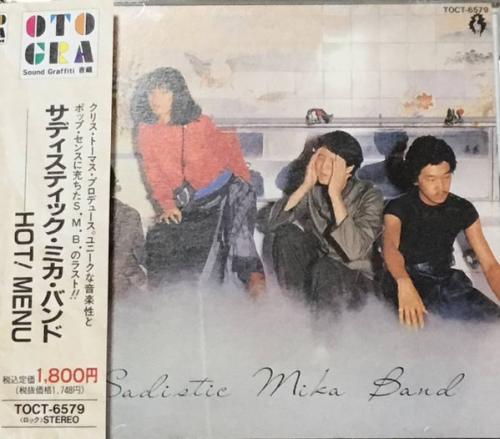 OTO
GRA
Sound Graffiti 音蔵
クリス・トーマス・プロデュース。ユニークな音楽性と
ポップ・センスに充ちたS.M.B.のラスト!!
サディスティック・ミカ・バンド
HOT! MENU
税込定価1,800円
(税抜価格1,748円)
TOCT-6579
〈ロック〉STEREO
TOCT-6579
Sadistic Mika Band